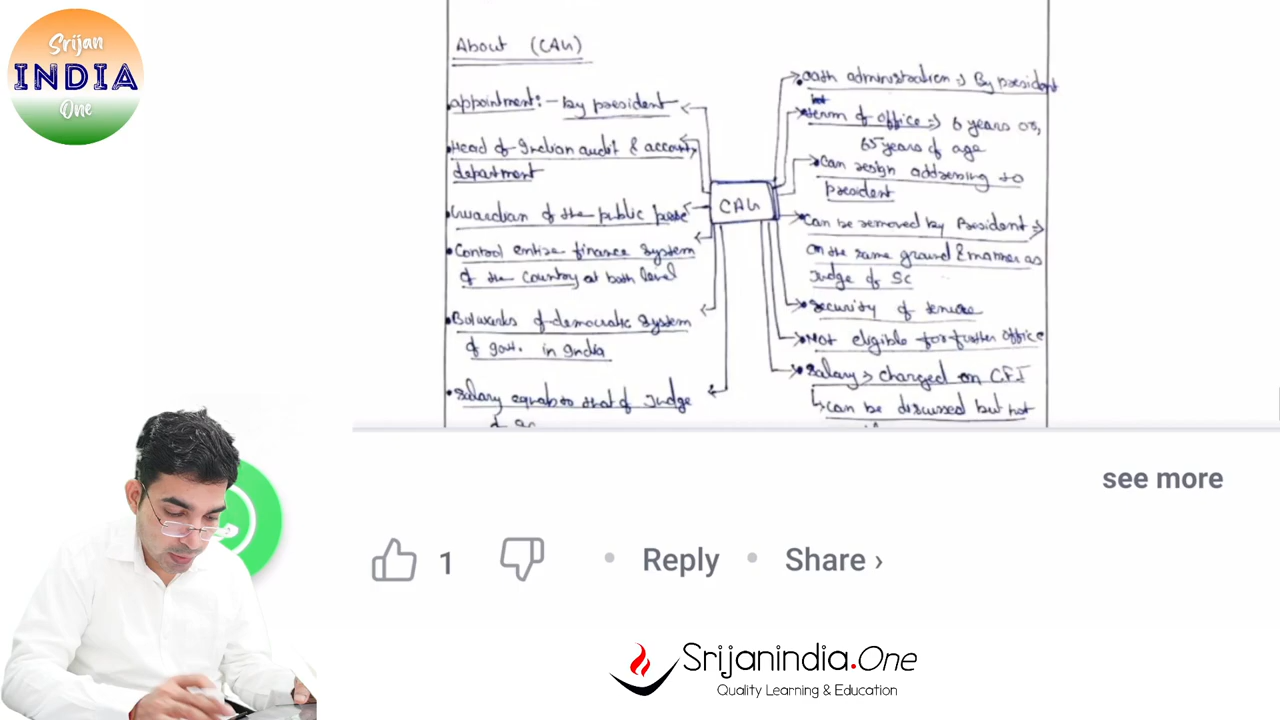 Srijan
INDIA
One
About (CAG)
appointment:- by president
Head of Indian audit & account
department
Guardian of the public purse
Control entire finance system
of the country at both level
Bulwarks of democratic system
of govt. in India
Salary equal to that of Judge
CAG
oath administration => By president
term of office => 6 years or,
65 years of age
Can resign addressing to
president
Can be removed by President =>
on the same ground & manner as
Judge of SC
Security of tenure
Not eligible for further office
Salary => charged on CFI
can be discussed but not
see more
1
• Reply • Share ›
Srijanindia.One
Quality Learning & Education